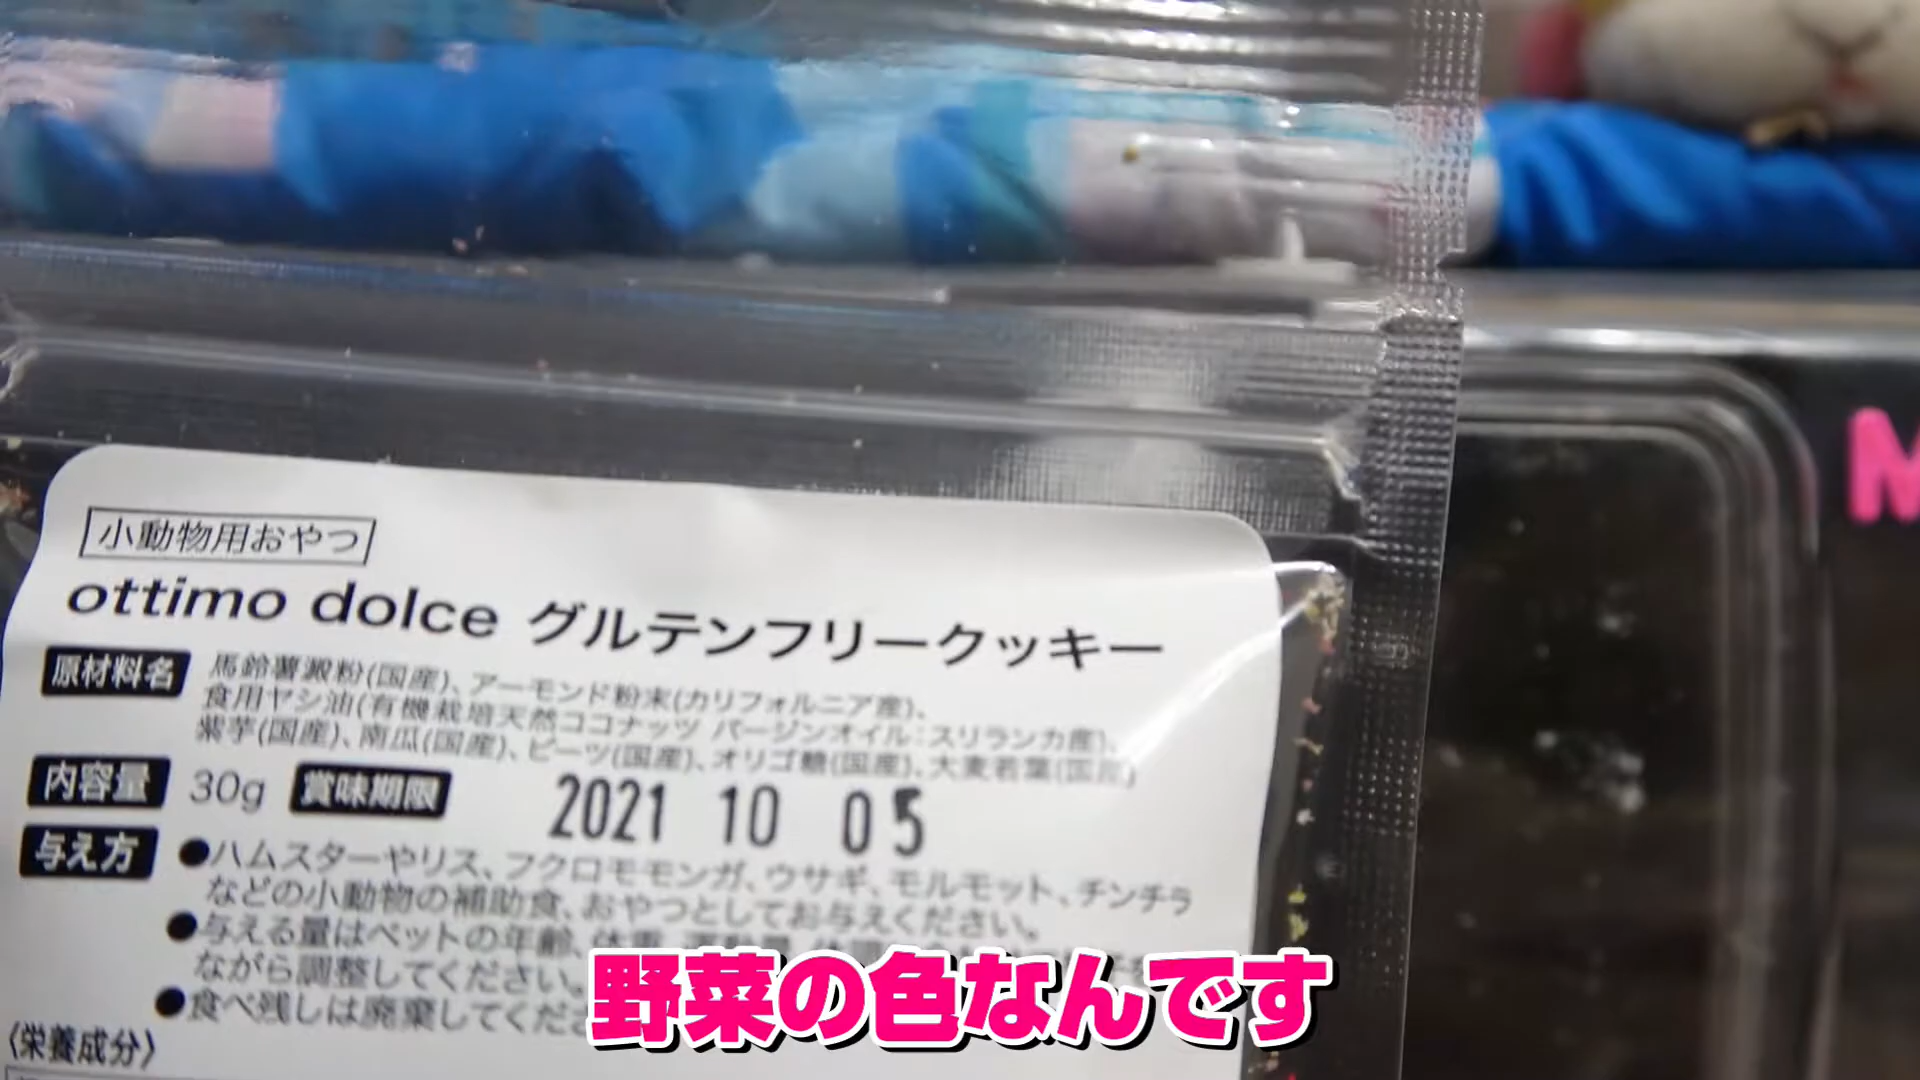 小動物用おやつ
ottimo dolce グルテンフリークッキー
原材料名 馬鈴薯澱粉(国産)、アーモンド粉末(カリフォルニア産)、
食用ヤシ油(有機栽培天然ココナッツ バージンオイル:スリランカ産)、
紫芋(国産)、南瓜(国産)、ビーツ(国産)、オリゴ糖(国産)、大麦若葉(国産)
内容量 30g 賞味期限 2021 10 05
与え方 ●ハムスターやリス、フクロモモンガ、ウサギ、モルモット、チンチラ
などの小動物の補助食、おやつとしてお与えください。
●与える量はペットの年齢、体重、
ながら調整してください。
●食べ残しは廃棄してくださ
野菜の色なんです
〈栄養成分〉
M